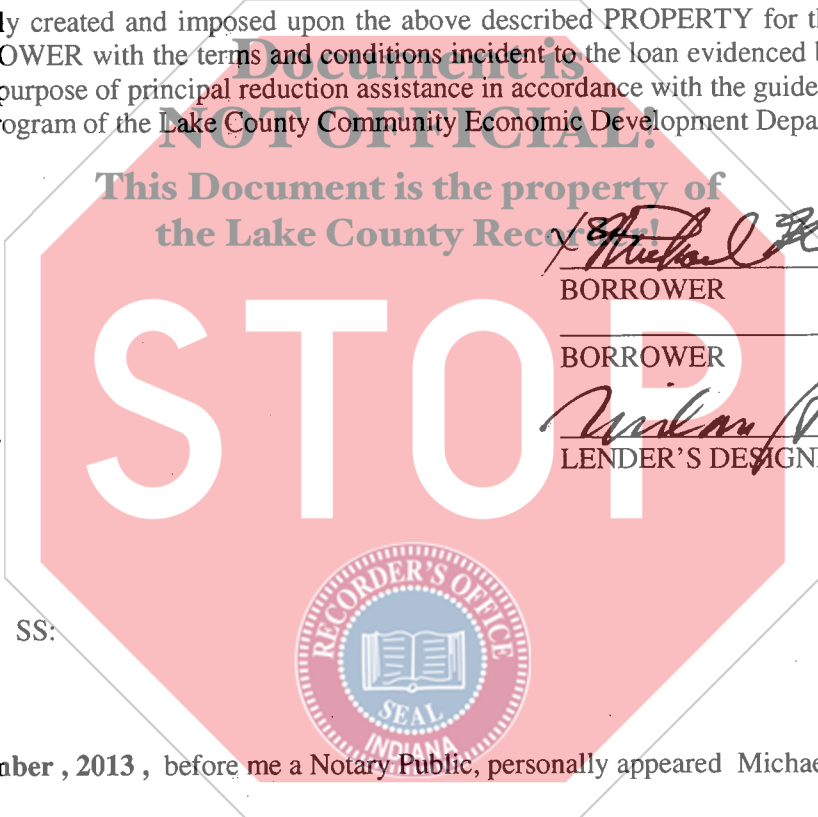 ly created and imposed upon the above described PROPERTY for t
OWER with the terms and conditions incident to the loan evidenced b
purpose of principal reduction assistance in accordance with the guide
rogram of the Lake County Community Economic Development Depa
Document is
NOT OFFICIAL!
This Document is the property of
the Lake County Recorder!
Michael
BORROWER
BORROWER
LENDER'S DESIGN
STOP
RECORDER'S OFFICE
SEAL
INDIANA
SS:
mber , 2013 , before me a Notary Public, personally appeared Michae